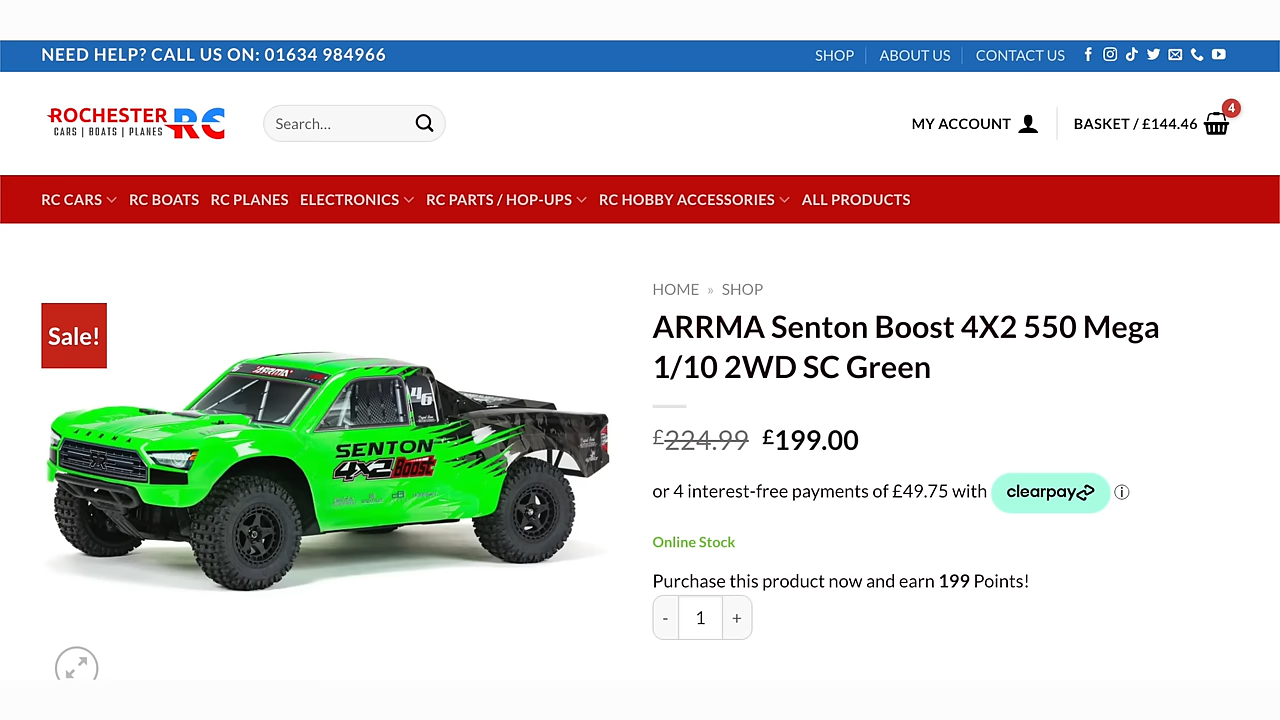 NEED HELP? CALL US ON: 01634 984966
SHOP
ABOUT US
CONTACT US
ROCHESTER RC
CARS | BOATS | PLANES
Search...
MY ACCOUNT
BASKET / £144.46
4
RC CARS
RC BOATS
RC PLANES
ELECTRONICS
RC PARTS / HOP-UPS
RC HOBBY ACCESSORIES
ALL PRODUCTS
Sale!
ARRMA
46
SENTON
4X2 Boost
HOME » SHOP
ARRMA Senton Boost 4X2 550 Mega
1/10 2WD SC Green
£224.99 £199.00
or 4 interest-free payments of £49.75 with clearpay
Online Stock
Purchase this product now and earn 199 Points!
- 1 +